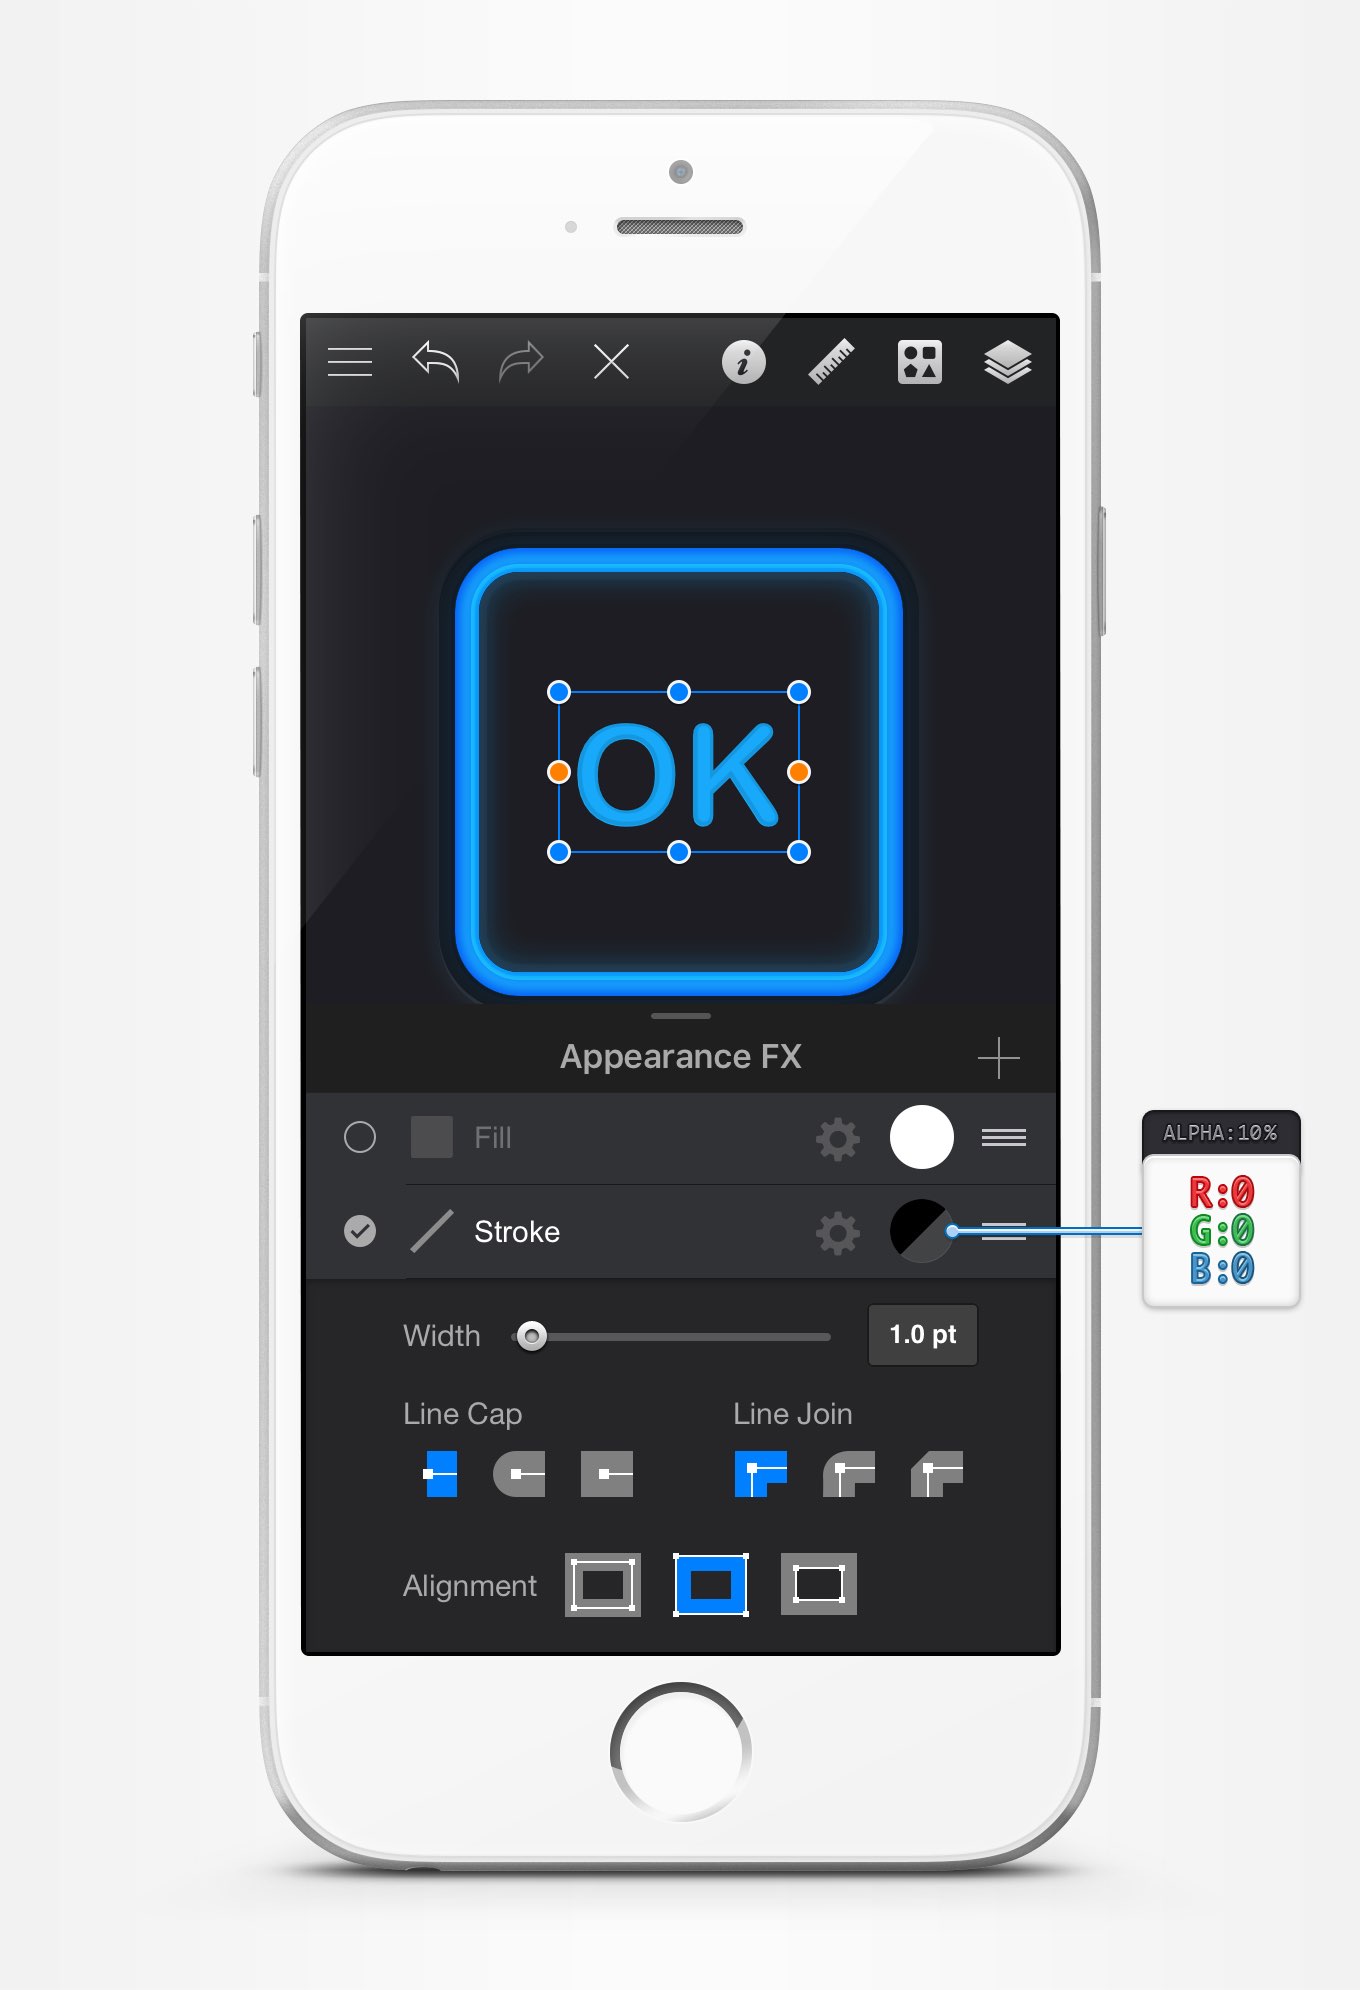 OK
Appearance FX
Fill
ALPHA:10%
R:0
G:0
B:0
Stroke
Width
1.0 pt
Line Cap
Line Join
Alignment